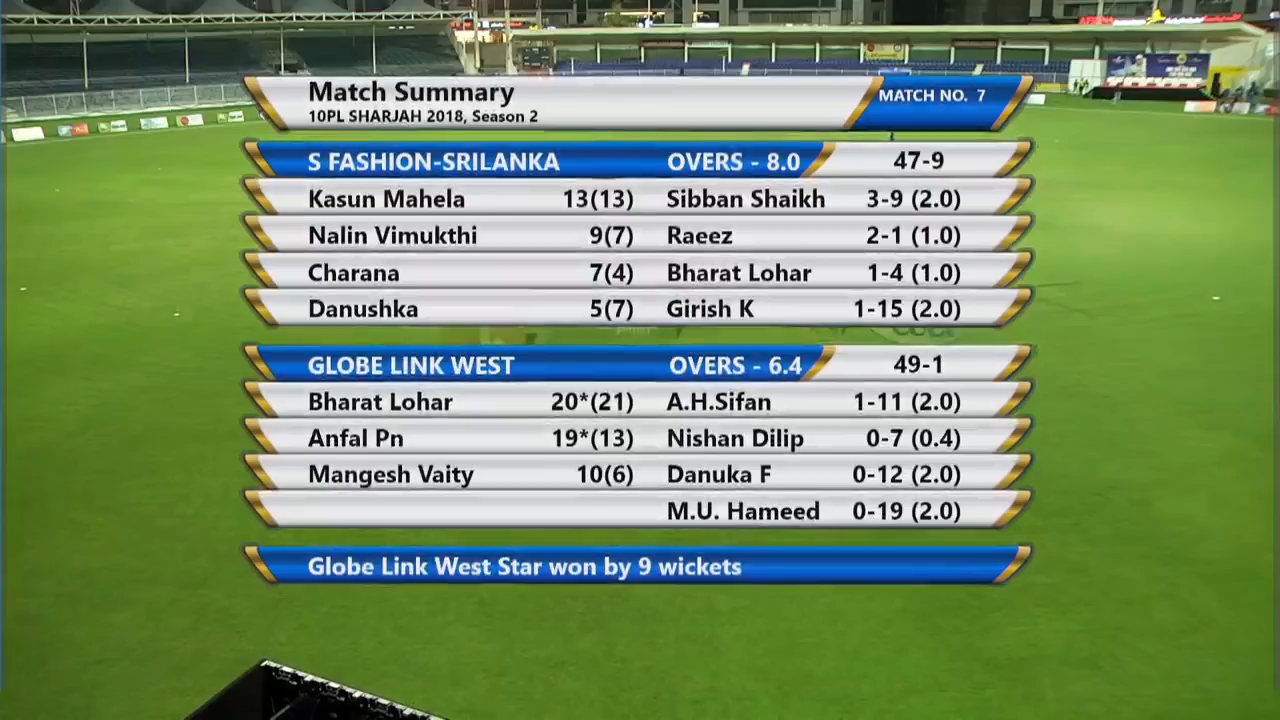 Match Summary
10PL SHARJAH 2018, Season 2
MATCH NO. 7
S FASHION-SRILANKA OVERS - 8.0 47-9
Kasun Mahela 13(13) Sibban Shaikh 3-9 (2.0)
Nalin Vimukthi 9(7) Raeez 2-1 (1.0)
Charana 7(4) Bharat Lohar 1-4 (1.0)
Danushka 5(7) Girish K 1-15 (2.0)
GLOBE LINK WEST OVERS - 6.4 49-1
Bharat Lohar 20*(21) A.H.Sifan 1-11 (2.0)
Anfal Pn 19*(13) Nishan Dilip 0-7 (0.4)
Mangesh Vaity 10(6) Danuka F 0-12 (2.0)
M.U. Hameed 0-19 (2.0)
Globe Link West Star won by 9 wickets